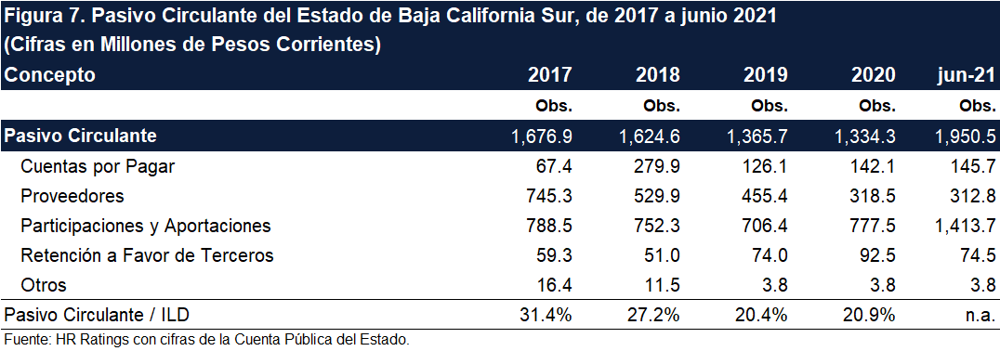 Figura 7. Pasivo Circulante del Estado de Baja California Sur, de 2017 a junio 2021
(Cifras en Millones de Pesos Corrientes)
Concepto 2017 2018 2019 2020 jun-21
Obs. Obs. Obs. Obs. Obs.
Pasivo Circulante 1,676.9 1,624.6 1,365.7 1,334.3 1,950.5
Cuentas por Pagar 67.4 279.9 126.1 142.1 145.7
Proveedores 745.3 529.9 455.4 318.5 312.8
Participaciones y Aportaciones 788.5 752.3 706.4 777.5 1,413.7
Retención a Favor de Terceros 59.3 51.0 74.0 92.5 74.5
Otros 16.4 11.5 3.8 3.8 3.8
Pasivo Circulante / ILD 31.4% 27.2% 20.4% 20.9% n.a.
Fuente: HR Ratings con cifras de la Cuenta Pública del Estado.